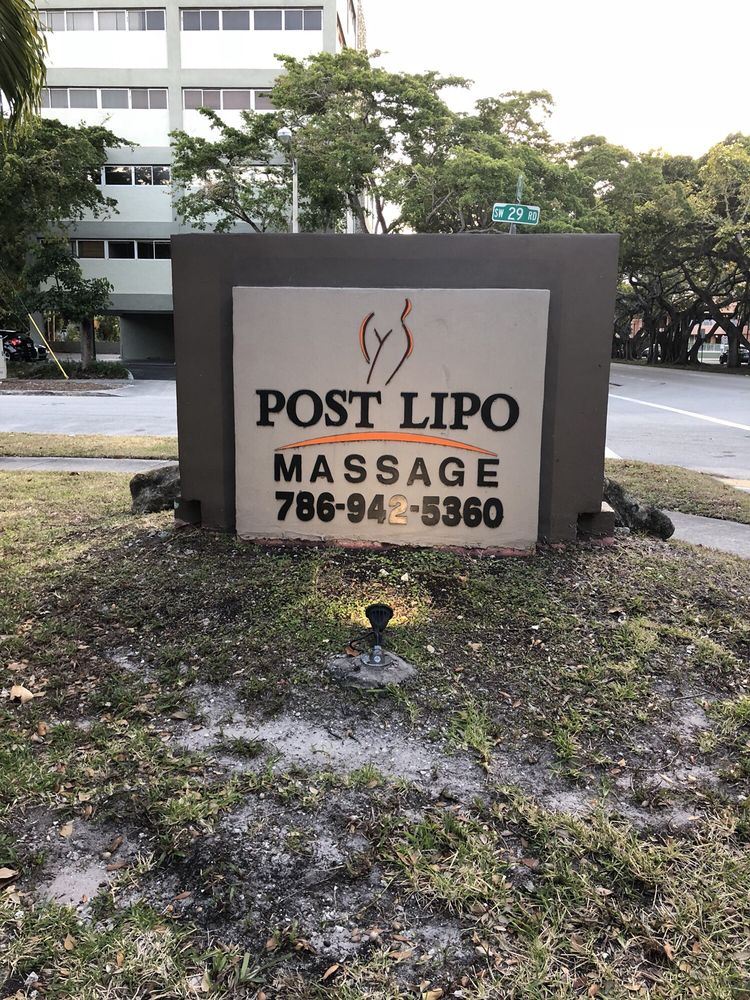 SW 29 RD
POST LIPO
MASSAGE
786-942-5360